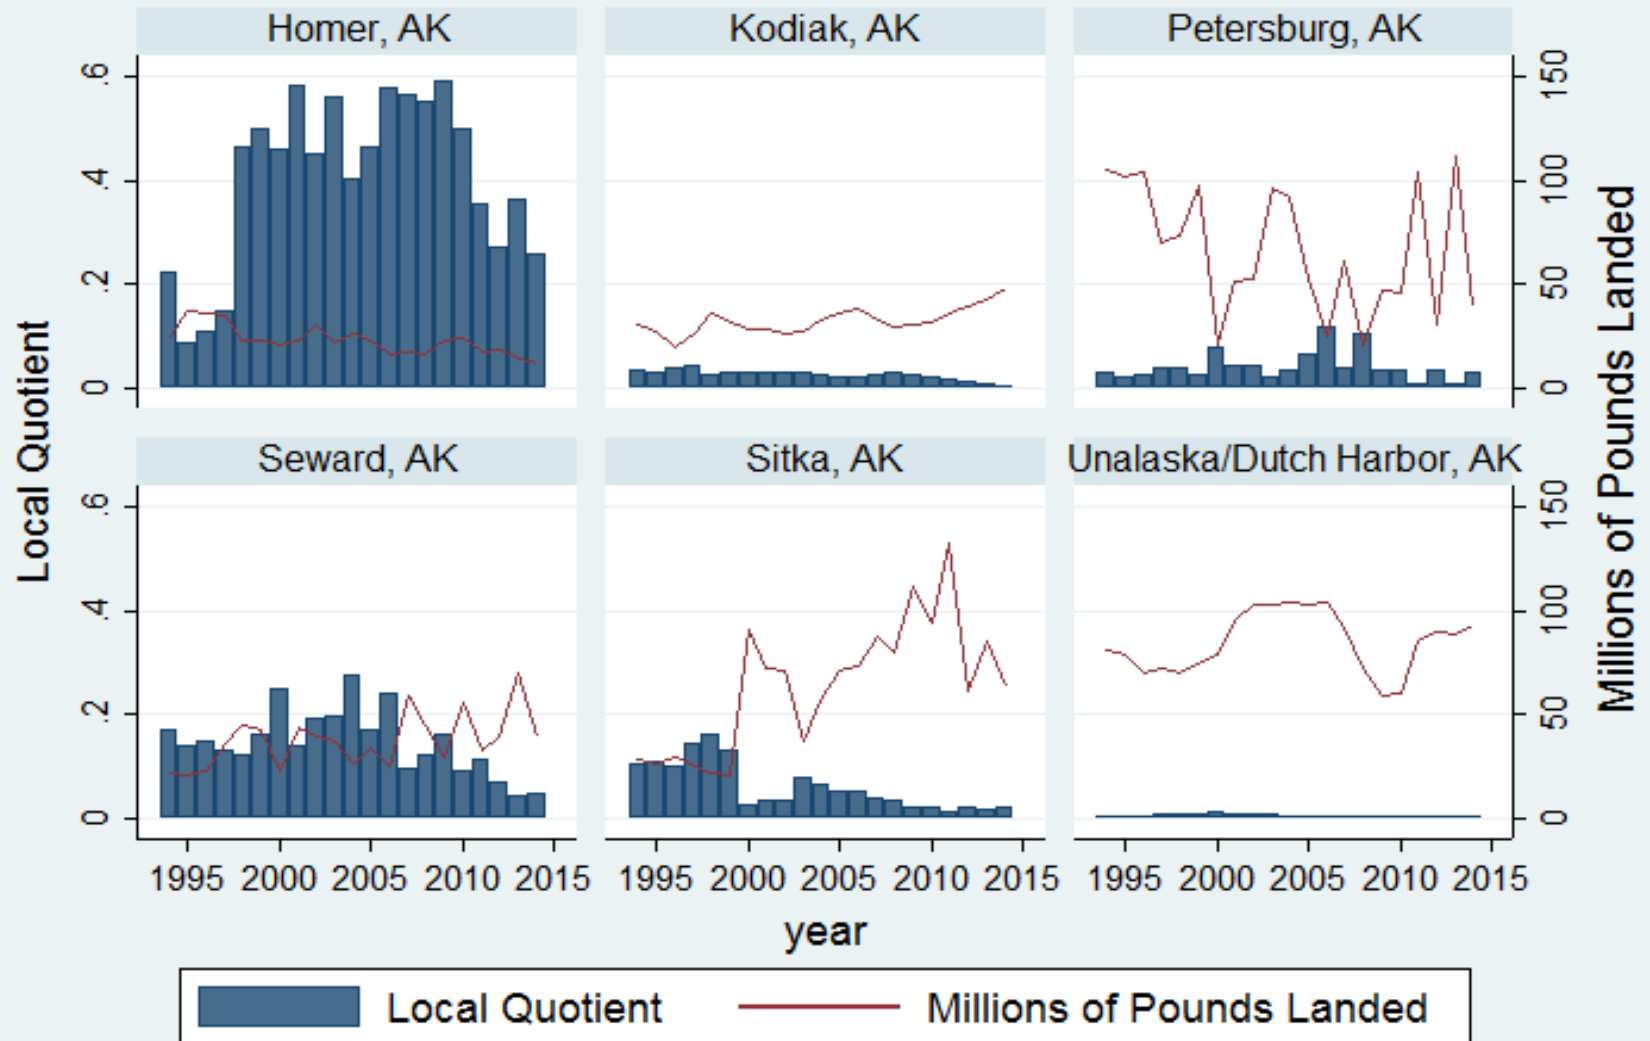 Homer, AK
Kodiak, AK
Petersburg, AK
.6
.4
.2
0
150
100
50
0
Local Quotient
Millions of Pounds Landed
Seward, AK
Sitka, AK
Unalaska/Dutch Harbor, AK
.6
.4
.2
0
150
100
50
0
1995 2000 2005 2010 2015
1995 2000 2005 2010 2015
1995 2000 2005 2010 2015
year
Local Quotient
Millions of Pounds Landed